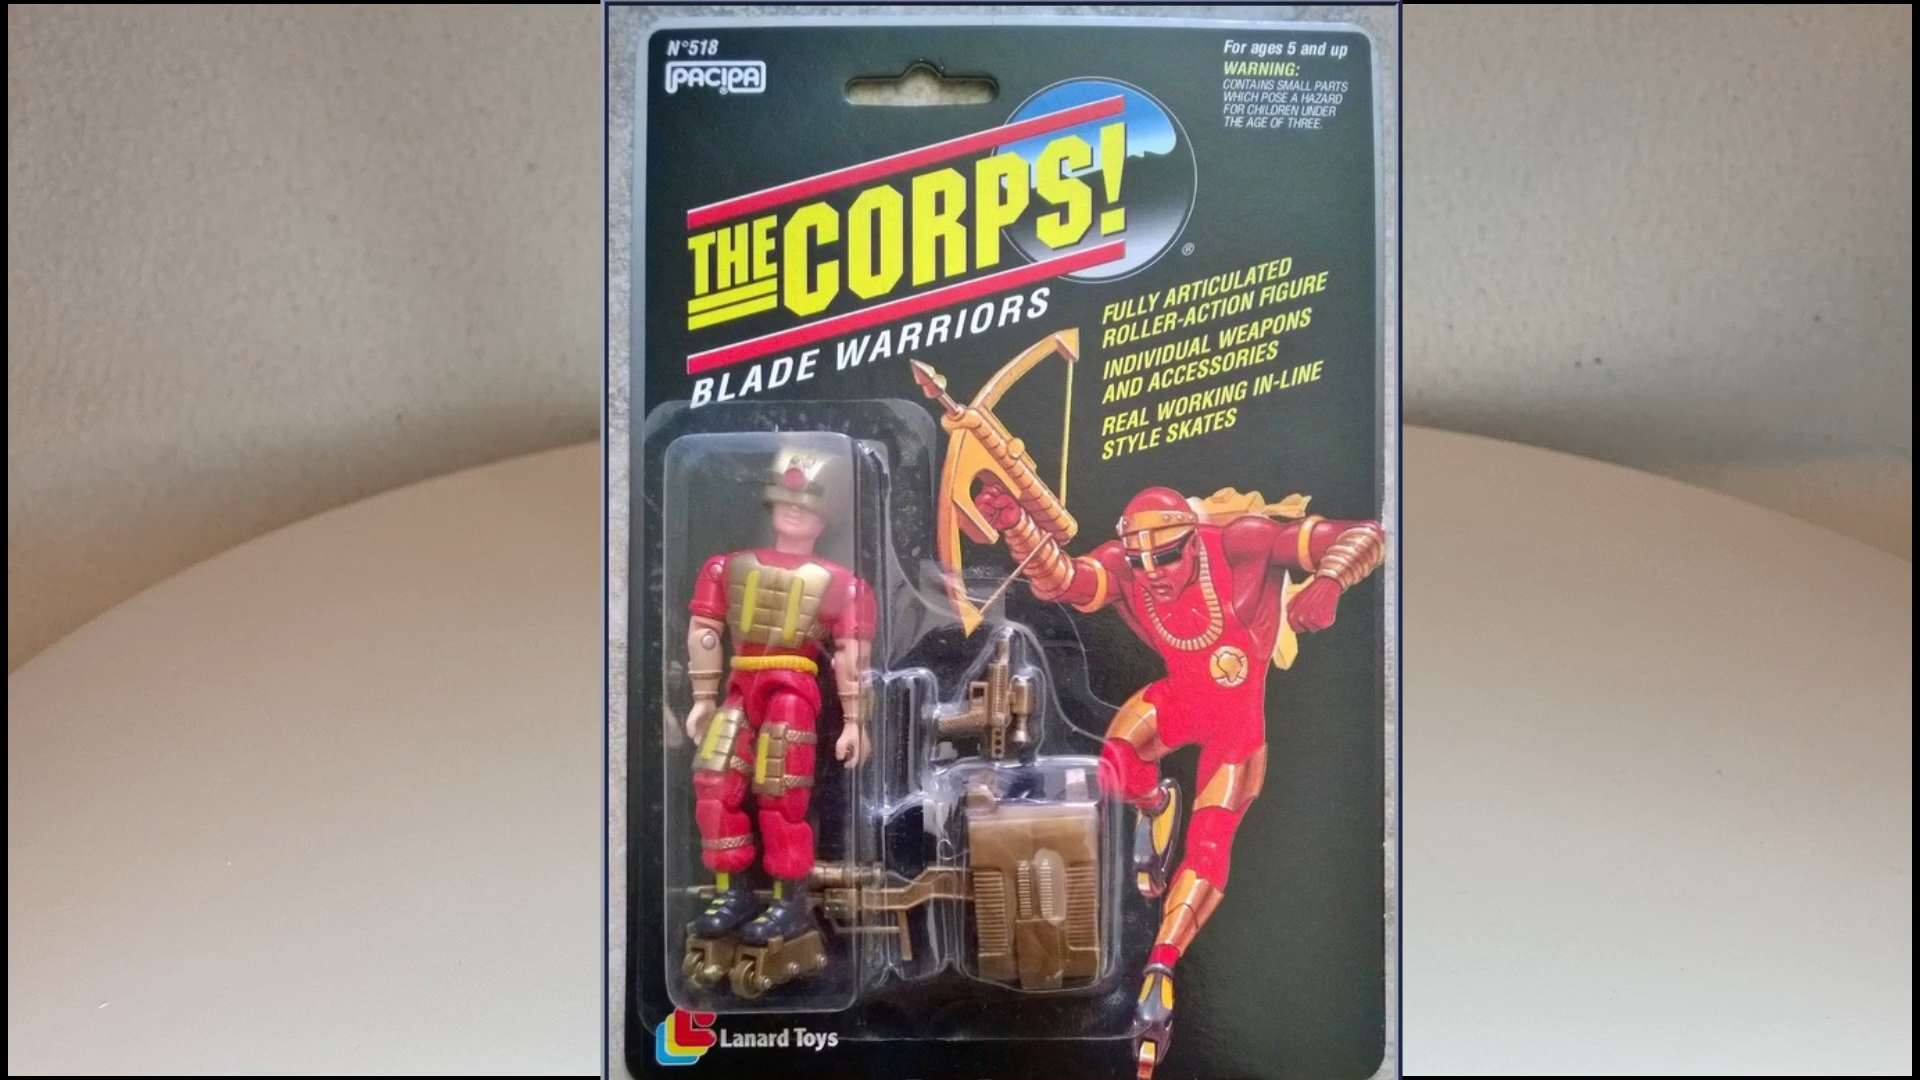 N°518
PACIPA
For ages 5 and up
WARNING:
CONTAINS SMALL PARTS
WHICH POSE A HAZARD
FOR CHILDREN UNDER
THE AGE OF THREE.
THE CORPS!
®
BLADE WARRIORS
FULLY ARTICULATED
ROLLER-ACTION FIGURE
INDIVIDUAL WEAPONS
AND ACCESSORIES
REAL WORKING IN-LINE
STYLE SKATES
Lanard Toys